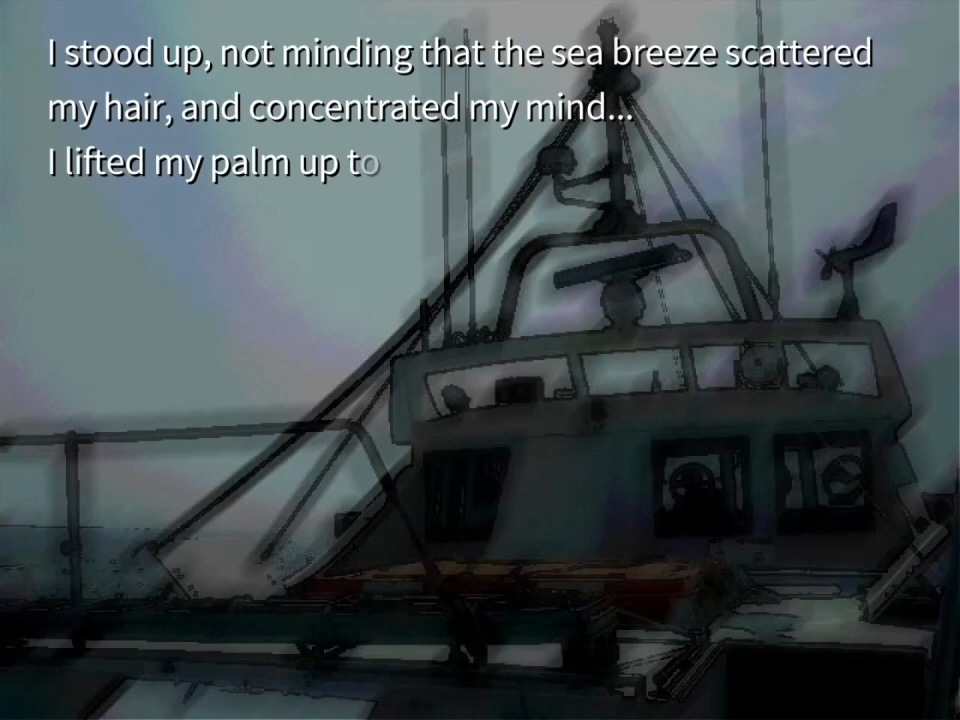 I stood up, not minding that the sea breeze scattered
my hair, and concentrated my mind...
I lifted my palm up to